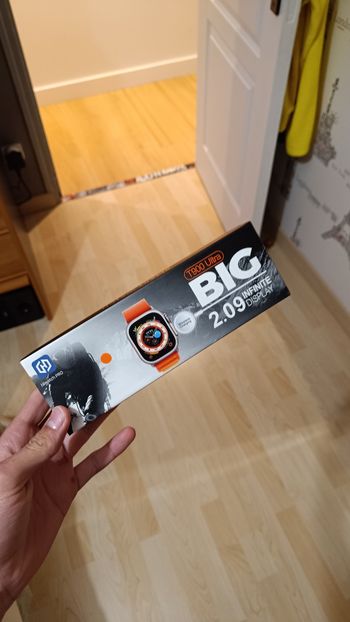 T900 Ultra
BIG
2.09 INFINITE
DISPLAY